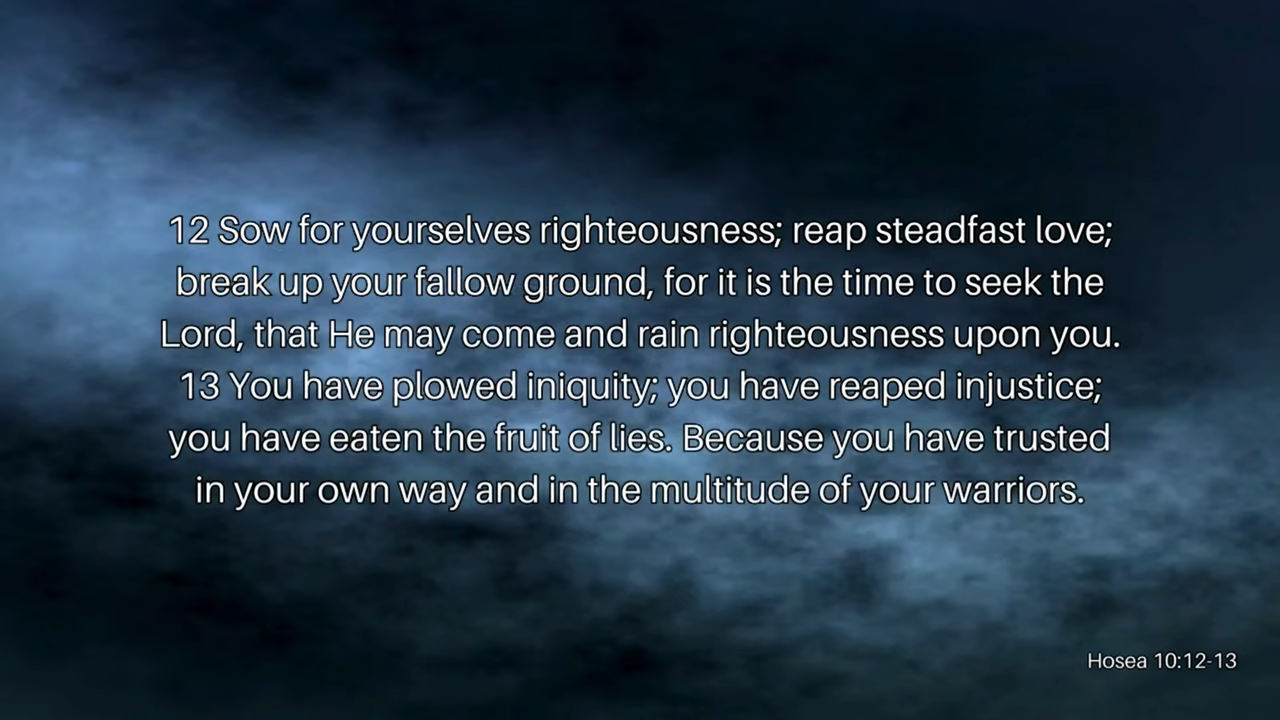 12 Sow for yourselves righteousness; reap steadfast love;
break up your fallow ground, for it is the time to seek the
Lord, that He may come and rain righteousness upon you.
13 You have plowed iniquity; you have reaped injustice;
you have eaten the fruit of lies. Because you have trusted
in your own way and in the multitude of your warriors.
Hosea 10:12-13